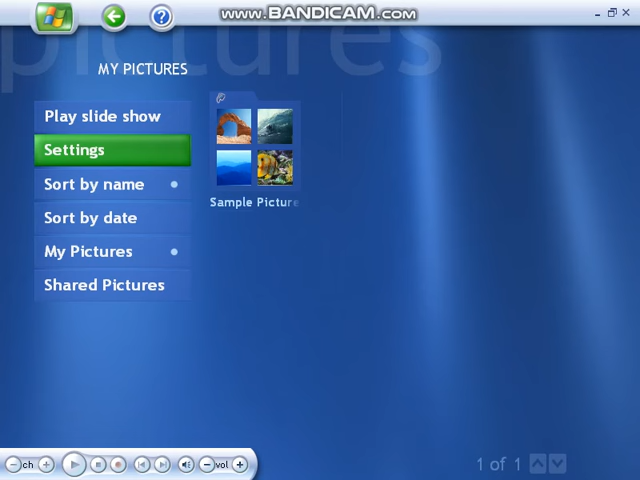 www.BANDICAM.com
pictures
MY PICTURES
Play slide show
Settings
Sort by name
Sort by date
My Pictures
Shared Pictures
Sample Picture
ch
vol
1 of 1